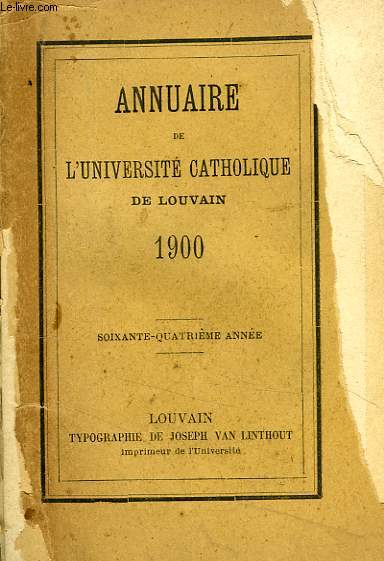 Le-livre.com
ANNUAIRE
DE
L'UNIVERSITÉ CATHOLIQUE
DE LOUVAIN
1900
SOIXANTE-QUATRIÈME ANNÉE
LOUVAIN
TYPOGRAPHIE DE JOSEPH VAN LINTHOUT
imprimeur de l'Université